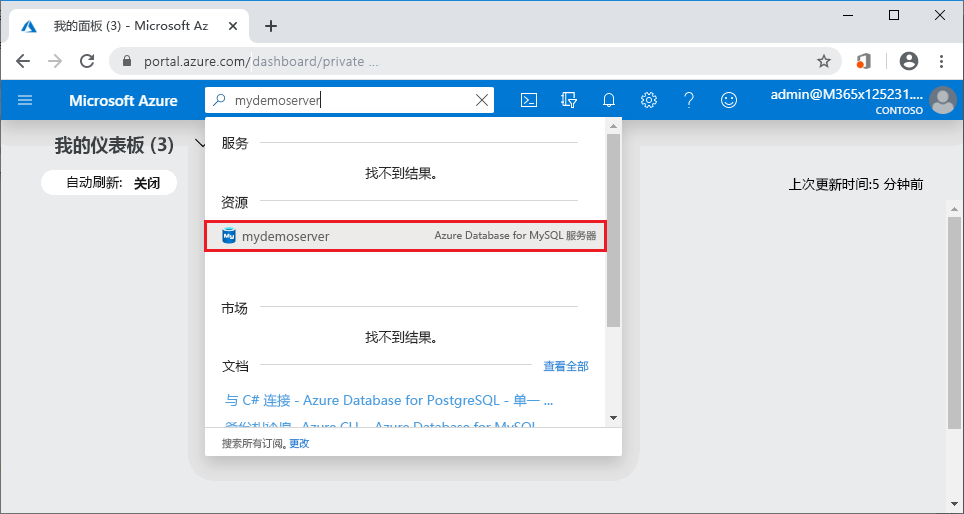 我的面板 (3) - Microsoft Az
portal.azure.com/dashboard/private ...
Microsoft Azure
mydemoserver
admin@M365x125231....
CONTOSO
我的仪表板 (3)
自动刷新: 关闭
上次更新时间:5 分钟前
服务
找不到结果。
资源
mydemoserver
Azure Database for MySQL 服务器
市场
找不到结果。
文档
查看全部
与 C# 连接 - Azure Database for PostgreSQL - 单一 ...
Azure CLI - Azure Database for MySQL
搜索所有订阅。更改